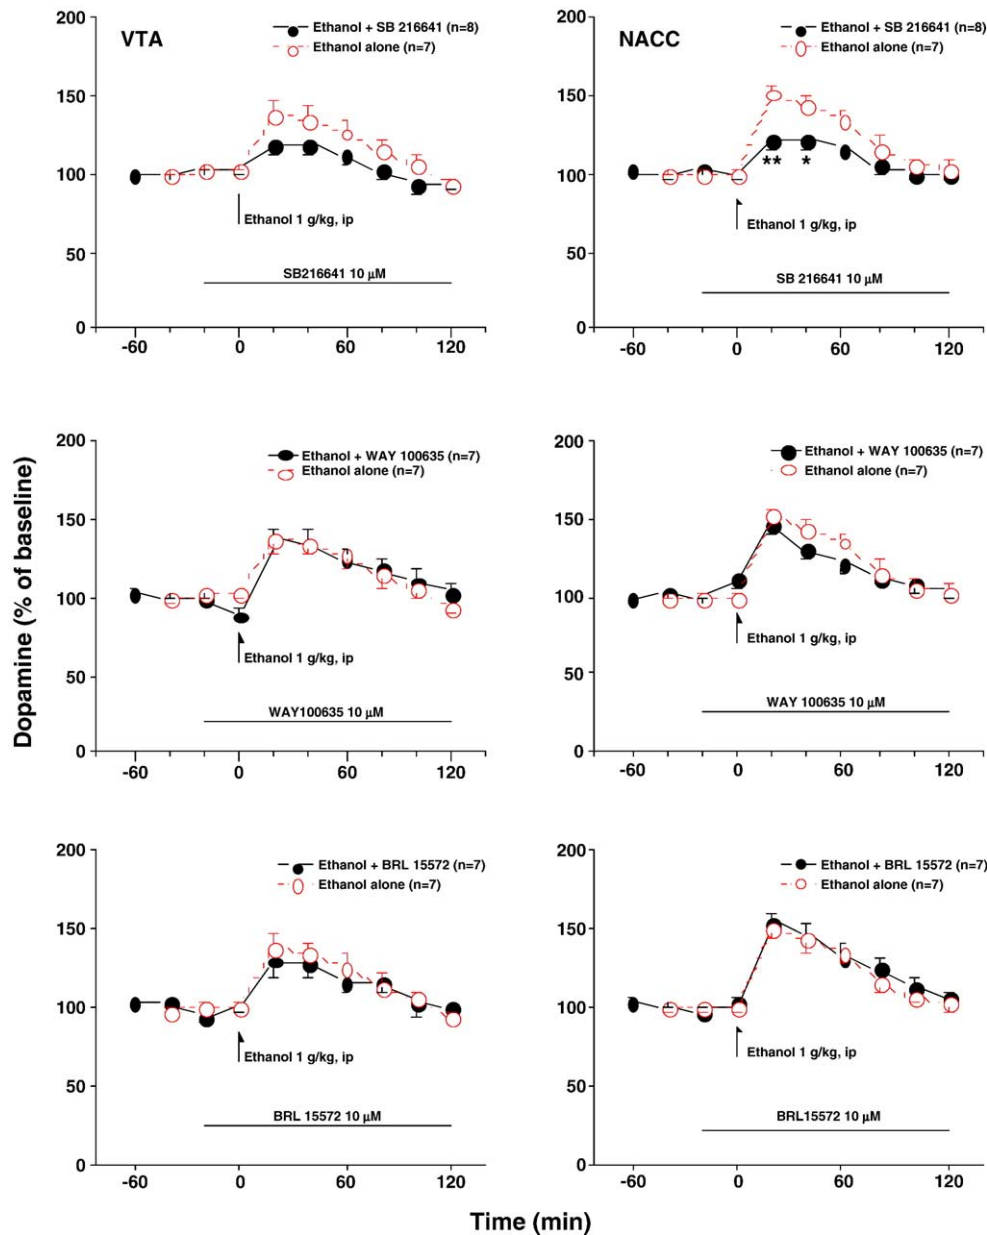 Dopamine (% of baseline)
VTA
Ethanol + SB 216641 (n=8)
Ethanol alone (n=7)
200
150
100
50
0
Ethanol 1 g/kg, ip
SB216641 10 µM
-60
0
60
120
NACC
Ethanol + SB 216641 (n=8)
Ethanol alone (n=7)
200
150
100
50
0
** *
Ethanol 1 g/kg, ip
SB 216641 10 µM
-60
0
60
120
Ethanol + WAY 100635 (n=7)
Ethanol alone (n=7)
200
150
100
50
0
Ethanol 1 g/kg, ip
WAY100635 10 µM
-60
0
60
120
Ethanol + WAY 100635 (n=7)
Ethanol alone (n=7)
200
150
100
50
0
Ethanol 1 g/kg, ip
WAY 100635 10 µM
-60
0
60
120
Ethanol + BRL 15572 (n=7)
Ethanol alone (n=7)
200
150
100
50
0
Ethanol 1 g/kg, ip
BRL 15572 10 µM
-60
0
60
120
Ethanol + BRL 15572 (n=7)
Ethanol alone (n=7)
200
150
100
50
0
Ethanol 1 g/kg, ip
BRL15572 10 µM
-60
0
60
120
Time (min)